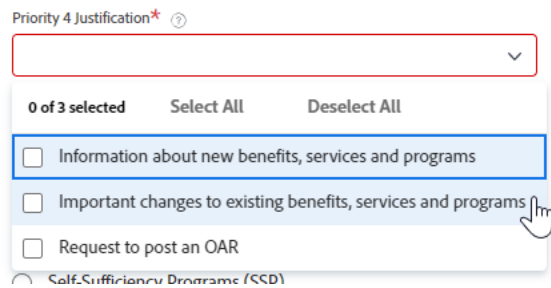 Priority 4 Justification* ?
0 of 3 selected Select All Deselect All
Information about new benefits, services and programs
Important changes to existing benefits, services and programs
Request to post an OAR
Self-Sufficiency Programs (SSP)